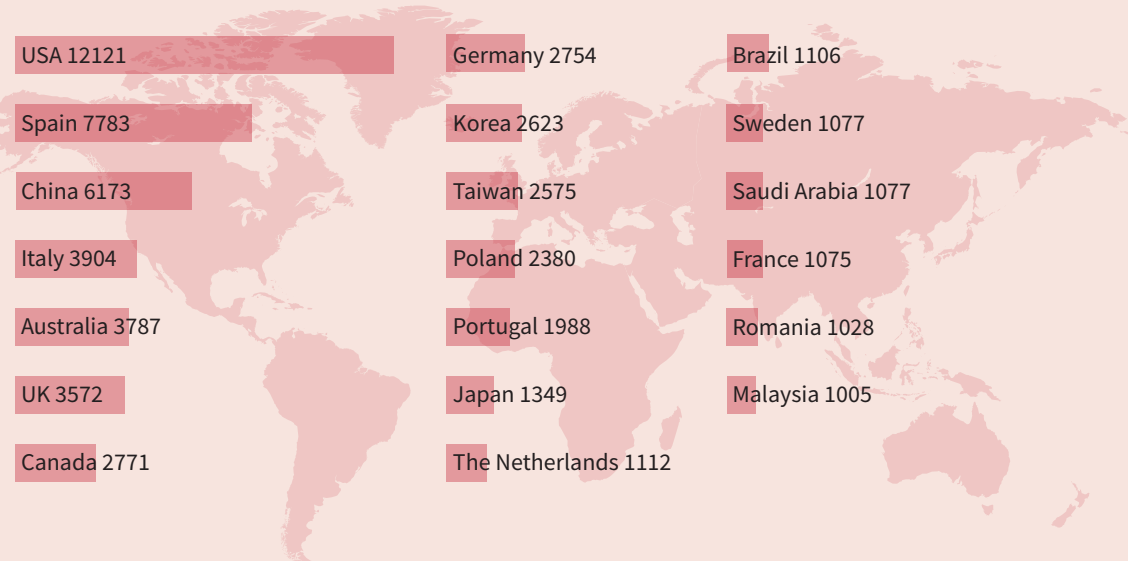 USA 12121
Spain 7783
China 6173
Italy 3904
Australia 3787
UK 3572
Canada 2771
Germany 2754
Korea 2623
Taiwan 2575
Poland 2380
Portugal 1988
Japan 1349
The Netherlands 1112
Brazil 1106
Sweden 1077
Saudi Arabia 1077
France 1075
Romania 1028
Malaysia 1005